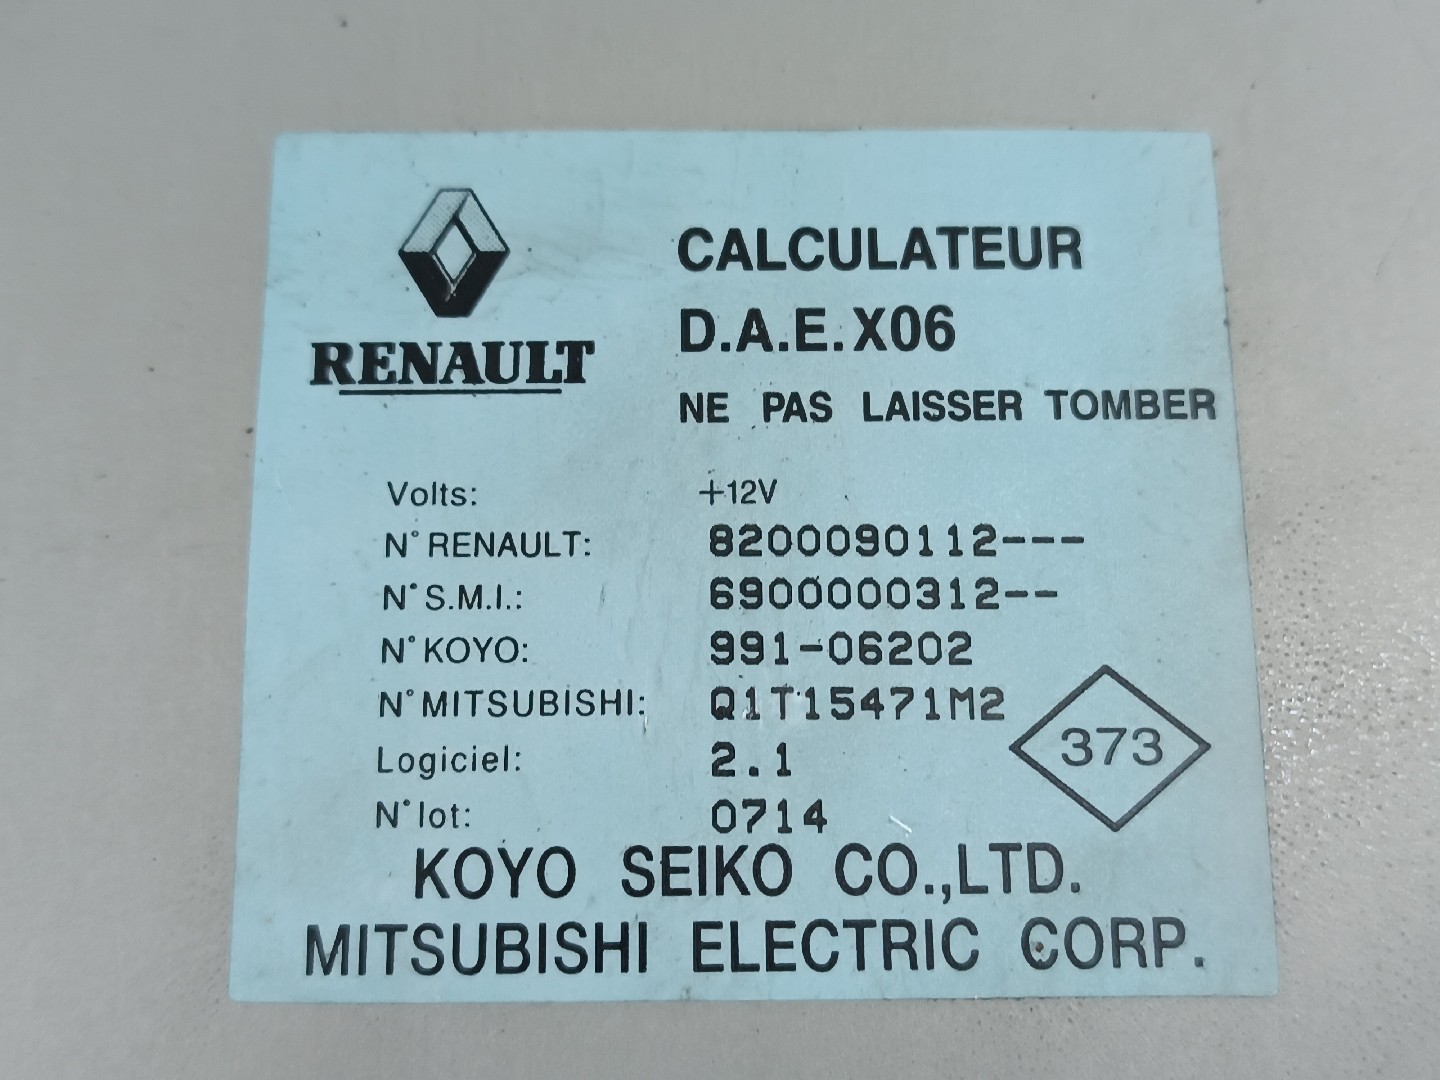 RENAULT
CALCULATEUR
D.A.E. X06
NE PAS LAISSER TOMBER
Volts: +12V
N° RENAULT: 8200090112---
N° S.M.I.: 6900000312--
N° KOYO: 991-06202
N° MITSUBISHI: Q1T15471M2
Logiciel: 2.1
N° lot: 0714
373
KOYO SEIKO CO.,LTD.
MITSUBISHI ELECTRIC CORP.